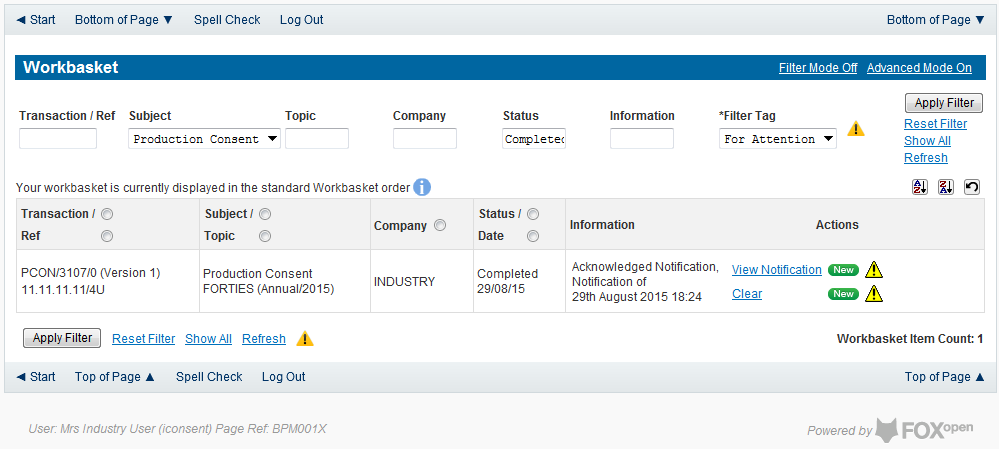 ◄ Start Bottom of Page ▼ Spell Check Log Out Bottom of Page ▼
Workbasket Filter Mode Off Advanced Mode On
Transaction / Ref Subject Topic Company Status Information *Filter Tag Apply Filter
Production Consent Completed For Attention Reset Filter
Show All
Refresh
Your workbasket is currently displayed in the standard Workbasket order
Transaction / Subject / Company Status / Information Actions
Ref Topic Date
PCON/3107/0 (Version 1) Production Consent INDUSTRY Completed Acknowledged Notification, View Notification New
11.11.11.11/4U FORTIES (Annual/2015) 29/08/15 Notification of
29th August 2015 18:24 Clear New
Apply Filter Reset Filter Show All Refresh Workbasket Item Count: 1
◄ Start Top of Page ▲ Spell Check Log Out Top of Page ▲
User: Mrs Industry User (iconsent) Page Ref: BPM001X Powered by FOXopen